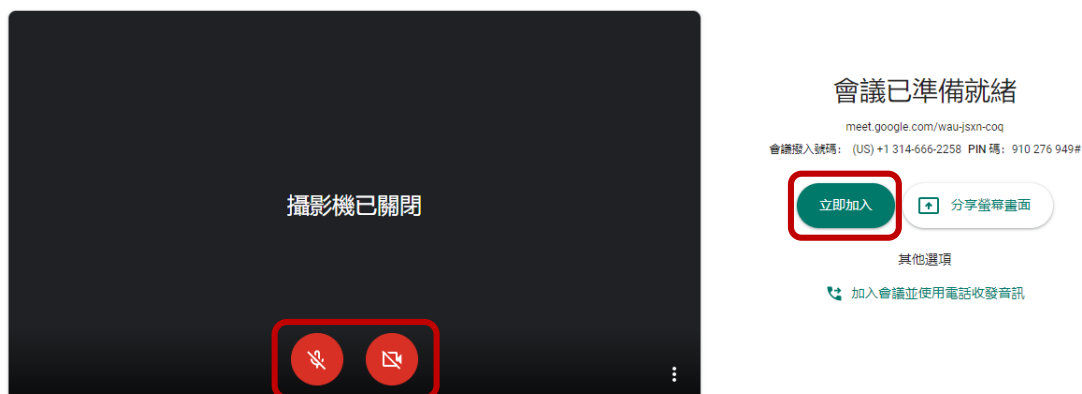 攝影機已關閉
會議已準備就緒
meet.google.com/wau-jsxn-coq
會議撥入號碼： (US) +1 314-666-2258 PIN 碼：910 276 949#
立即加入
分享螢幕畫面
其他選項
加入會議並使用電話收發音訊